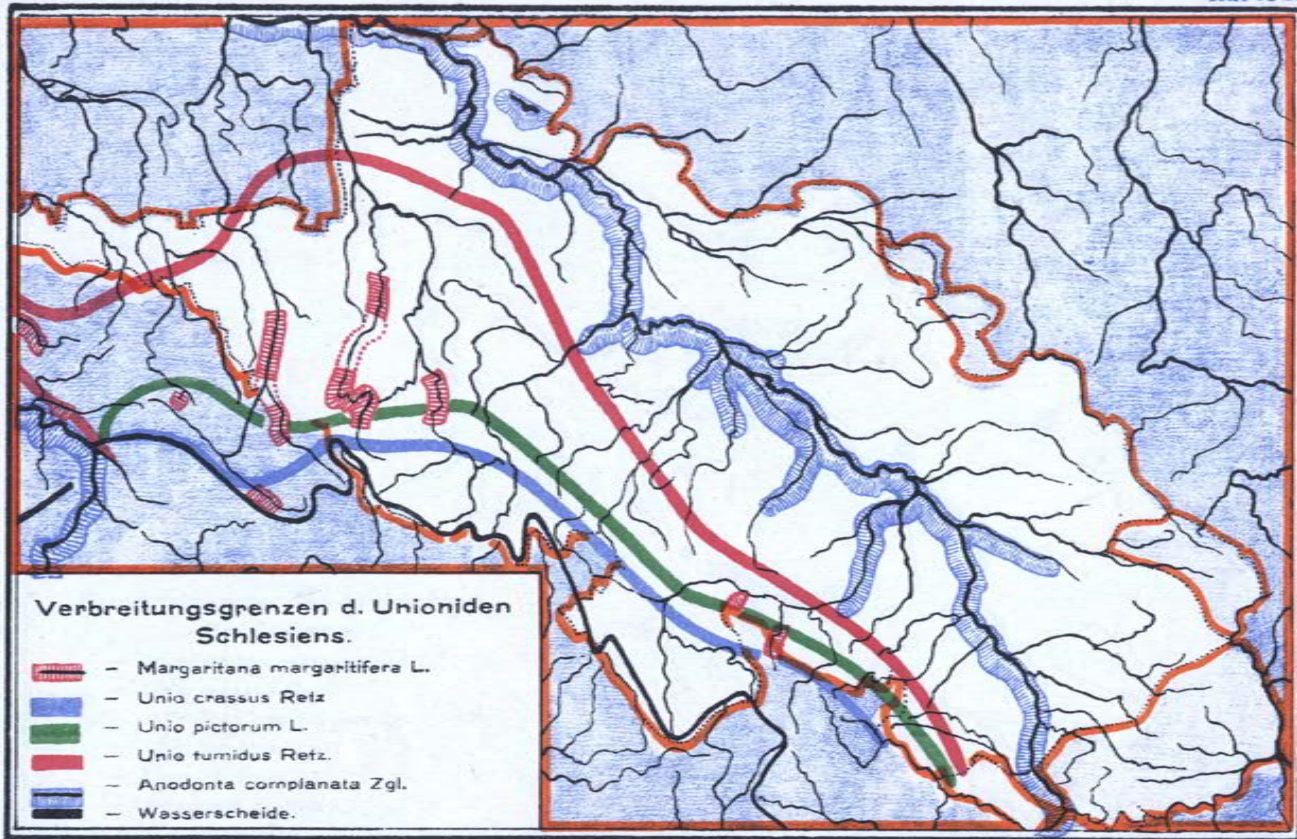 Verbreitungsgrenzen d. Unioniden
Schlesiens.
– Margaritana margaritifera L.
– Unio crassus Retz
– Unio pictorum L.
– Unio tumidus Retz.
– Anodonta complanata Zgl.
– Wasserscheide.